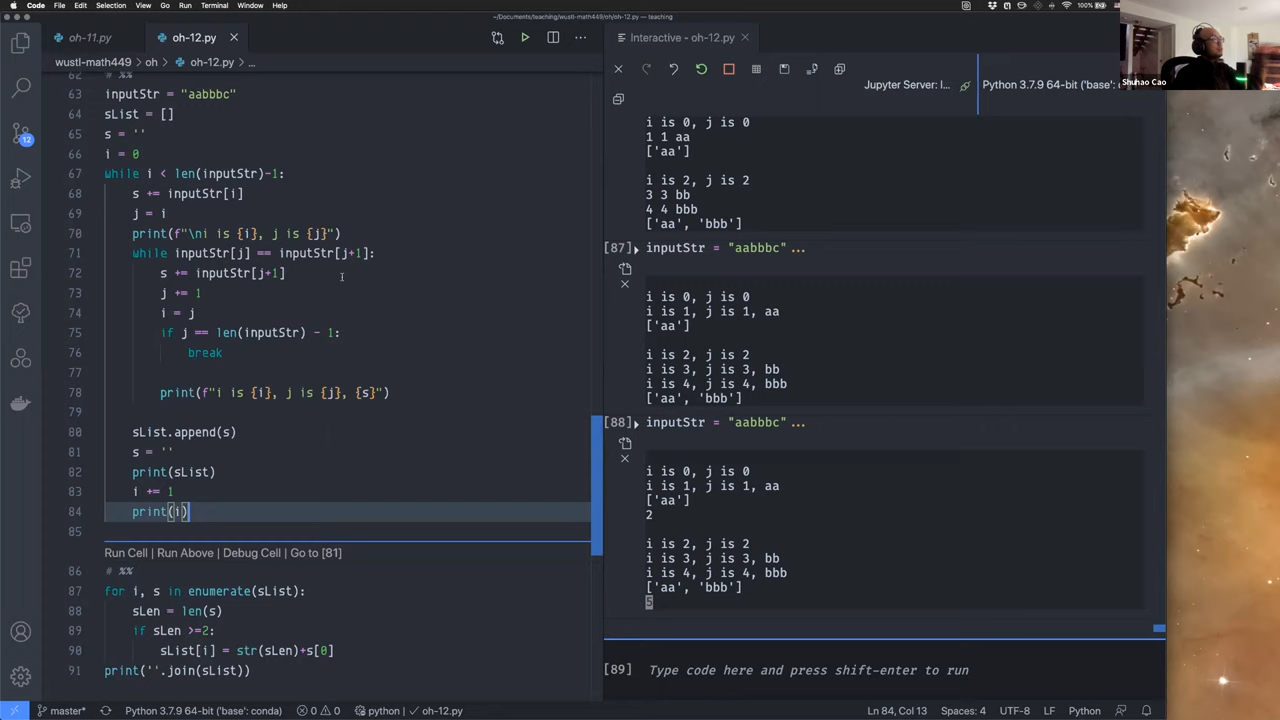 Code File Edit Selection View Go Run Terminal Window Help
100%
~/Documents/teaching/wustl-math449/oh/oh-12.py — teaching
oh-11.py
oh-12.py
Interactive - oh-12.py
Shuhao Cao
wustl-math449 > oh > oh-12.py > ...
Jupyter Server: l... Python 3.7.9 64-bit ('base': conda)
12
62 # %%
63 inputStr = "aabbbc"
64 sList = []
65 s = ''
66 i = 0
67 while i < len(inputStr)-1:
68 s += inputStr[i]
69 j = i
70 print(f"\ni is {i}, j is {j}")
71 while inputStr[j] == inputStr[j+1]:
72 s += inputStr[j+1]
73 j += 1
74 i = j
75 if j == len(inputStr) - 1:
76 break
77
78 print(f"i is {i}, j is {j}, {s}")
79
80 sList.append(s)
81 s = ''
82 print(sList)
83 i += 1
84 print(i)
85
Run Cell | Run Above | Debug Cell | Go to [81]
86 # %%
87 for i, s in enumerate(sList):
88 sLen = len(s)
89 if sLen >=2:
90 sList[i] = str(sLen)+s[0]
91 print(''.join(sList))
i is 0, j is 0
1 1 aa
['aa']
i is 2, j is 2
3 3 bb
4 4 bbb
['aa', 'bbb']
[87] inputStr = "aabbbc"...
i is 0, j is 0
i is 1, j is 1, aa
['aa']
i is 2, j is 2
i is 3, j is 3, bb
i is 4, j is 4, bbb
['aa', 'bbb']
[88] inputStr = "aabbbc"...
i is 0, j is 0
i is 1, j is 1, aa
['aa']
2
i is 2, j is 2
i is 3, j is 3, bb
i is 4, j is 4, bbb
['aa', 'bbb']
5
[89] Type code here and press shift-enter to run
master* Python 3.7.9 64-bit ('base': conda) 0 0 python oh-12.py Ln 84, Col 13 Spaces: 4 UTF-8 LF Python